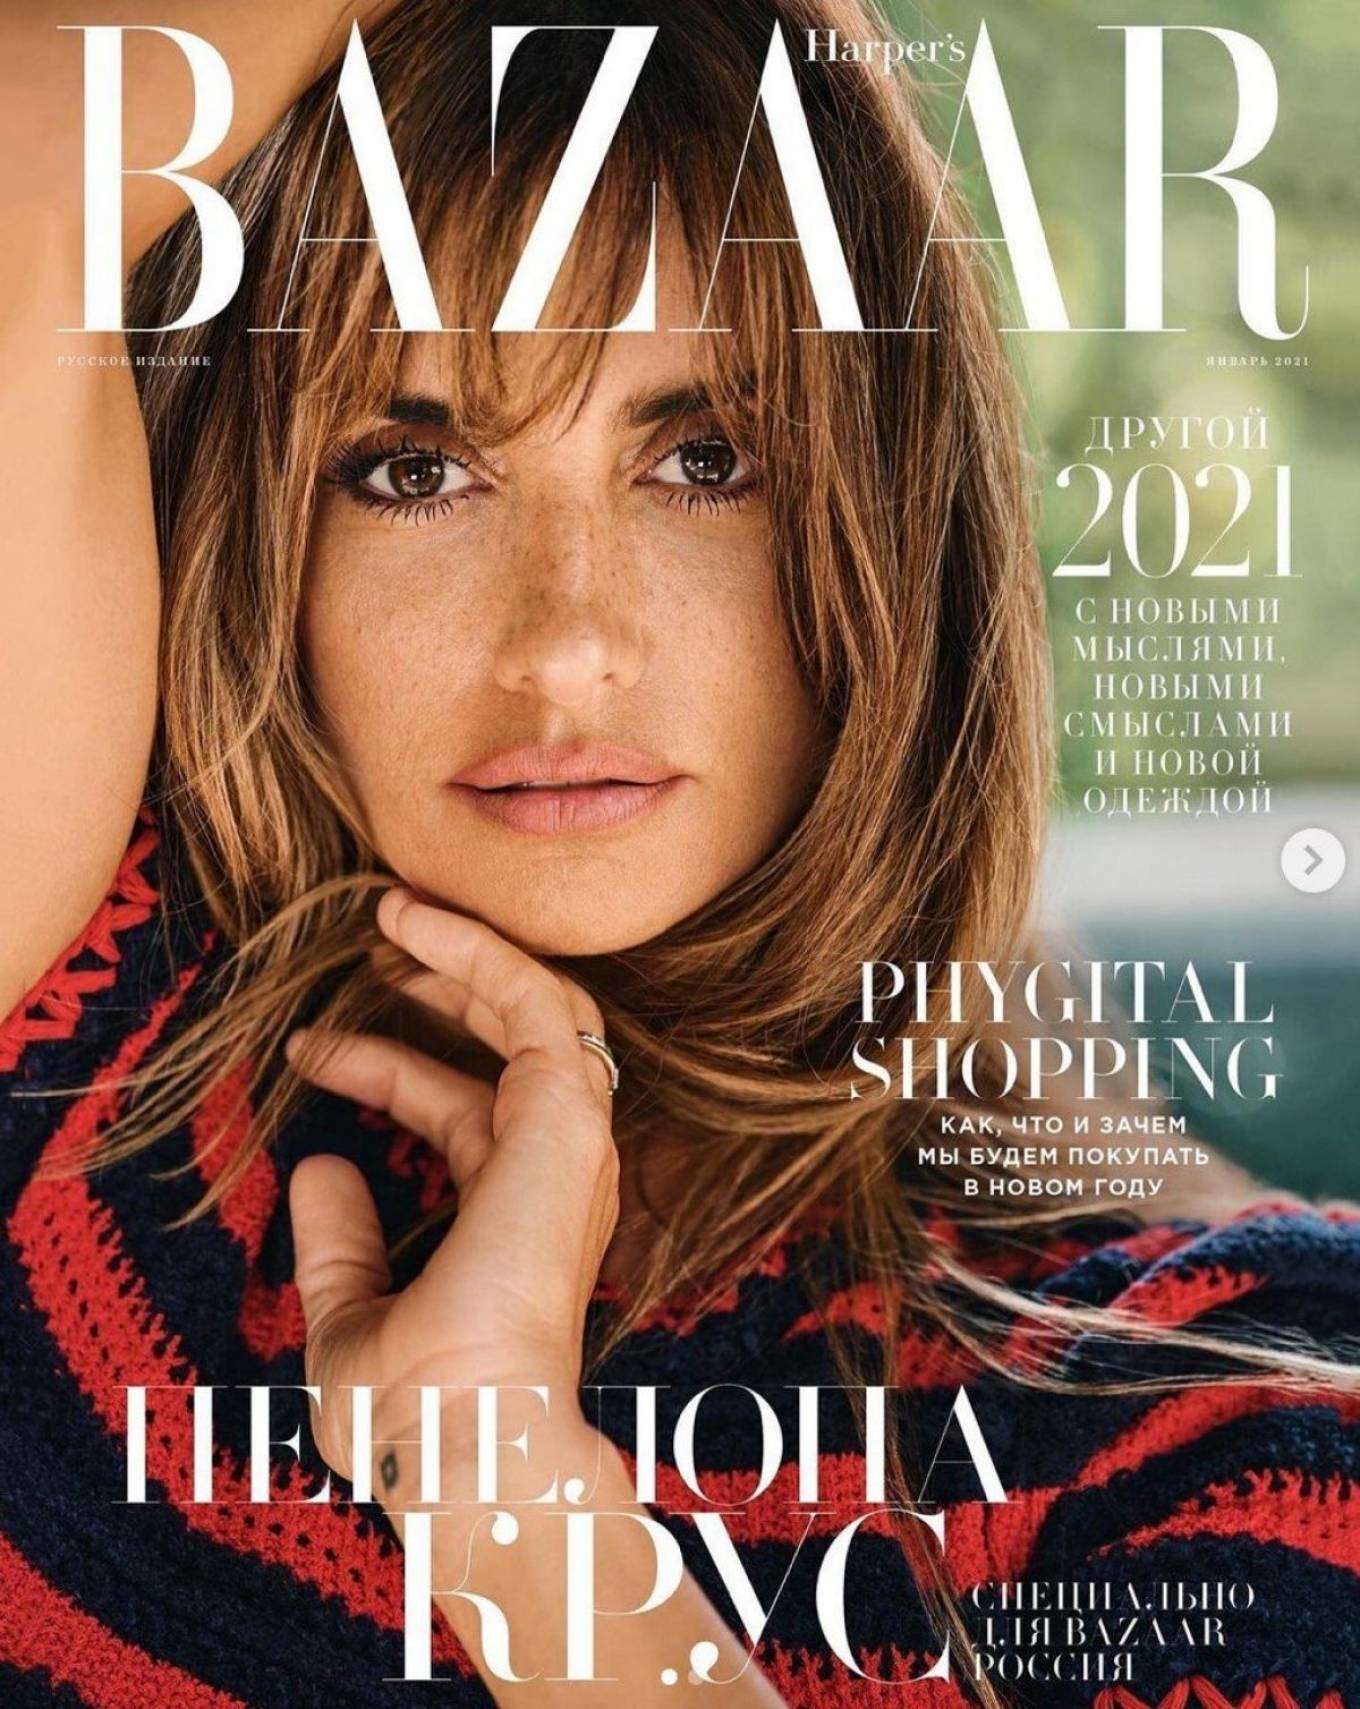 Harper's
BAZAAR
РУССКОЕ ИЗДАНИЕ
ЯНВАРЬ 2021
ДРУГОЙ
2021
С НОВЫМИ
МЫСЛЯМИ,
НОВЫМИ
СМЫСЛАМИ
И НОВОЙ
ОДЕЖДОЙ
PHYGITAL
SHOPPING
КАК, ЧТО И ЗАЧЕМ
МЫ БУДЕМ ПОКУПАТЬ
В НОВОМ ГОДУ
ПЕНЕЛОПА
КРУС
СПЕЦИАЛЬНО
ДЛЯ BAZAAR
РОССИЯ